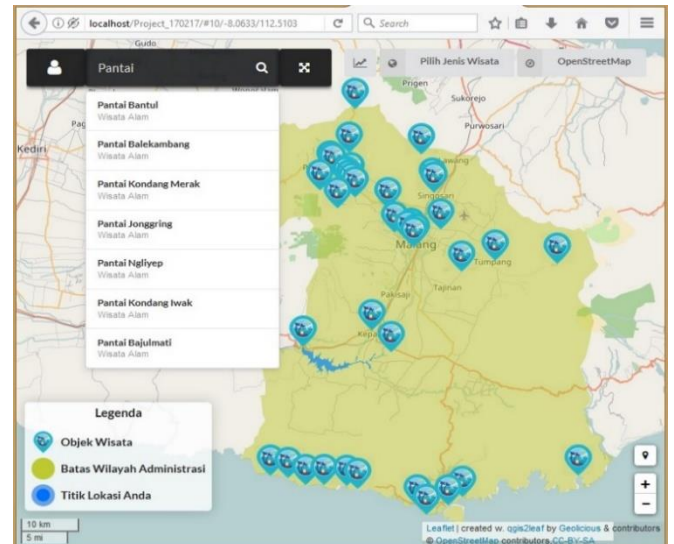 localhost/Project_170217/#10/-8.0633/112.5103
Search
Gudo
Pantai
Pilih Jenis Wisata
OpenStreetMap
Prigen
Sukorejo
Purwosari
Kediri
Pantai Bantul
Wisata Alam
Pantai Balekambang
Wisata Alam
Pantai Kondang Merak
Wisata Alam
Pantai Jonggring
Wisata Alam
Pantai Ngliyep
Wisata Alam
Pantai Kondang Iwak
Wisata Alam
Pantai Bajulmati
Wisata Alam
Lawang
Singosari
Malang
Tumpang
Pakisaji
Tajinan
Legenda
Objek Wisata
Batas Wilayah Administrasi
Titik Lokasi Anda
+
−
10 km
5 mi
Leaflet | created w. qgis2leaf by Geolicious & contributors
© OpenStreetMap contributors,CC-BY-SA